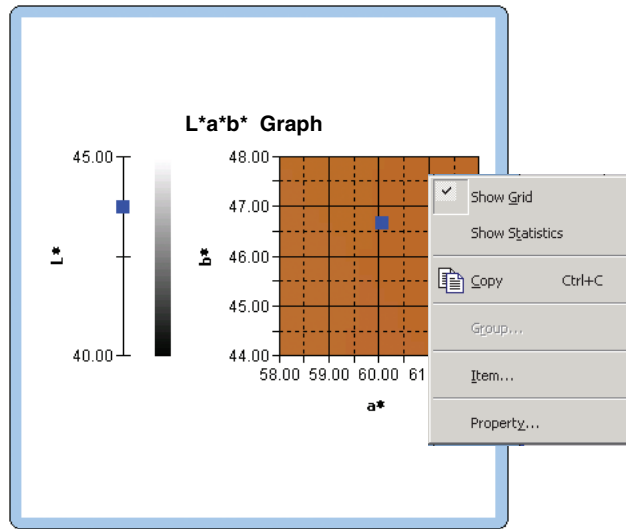 L*a*b* Graph
45.00
40.00
L*
48.00
47.00
46.00
45.00
44.00
b*
58.00 59.00 60.00 61
a*
Show Grid
Show Statistics
Copy Ctrl+C
Group...
Item...
Property...